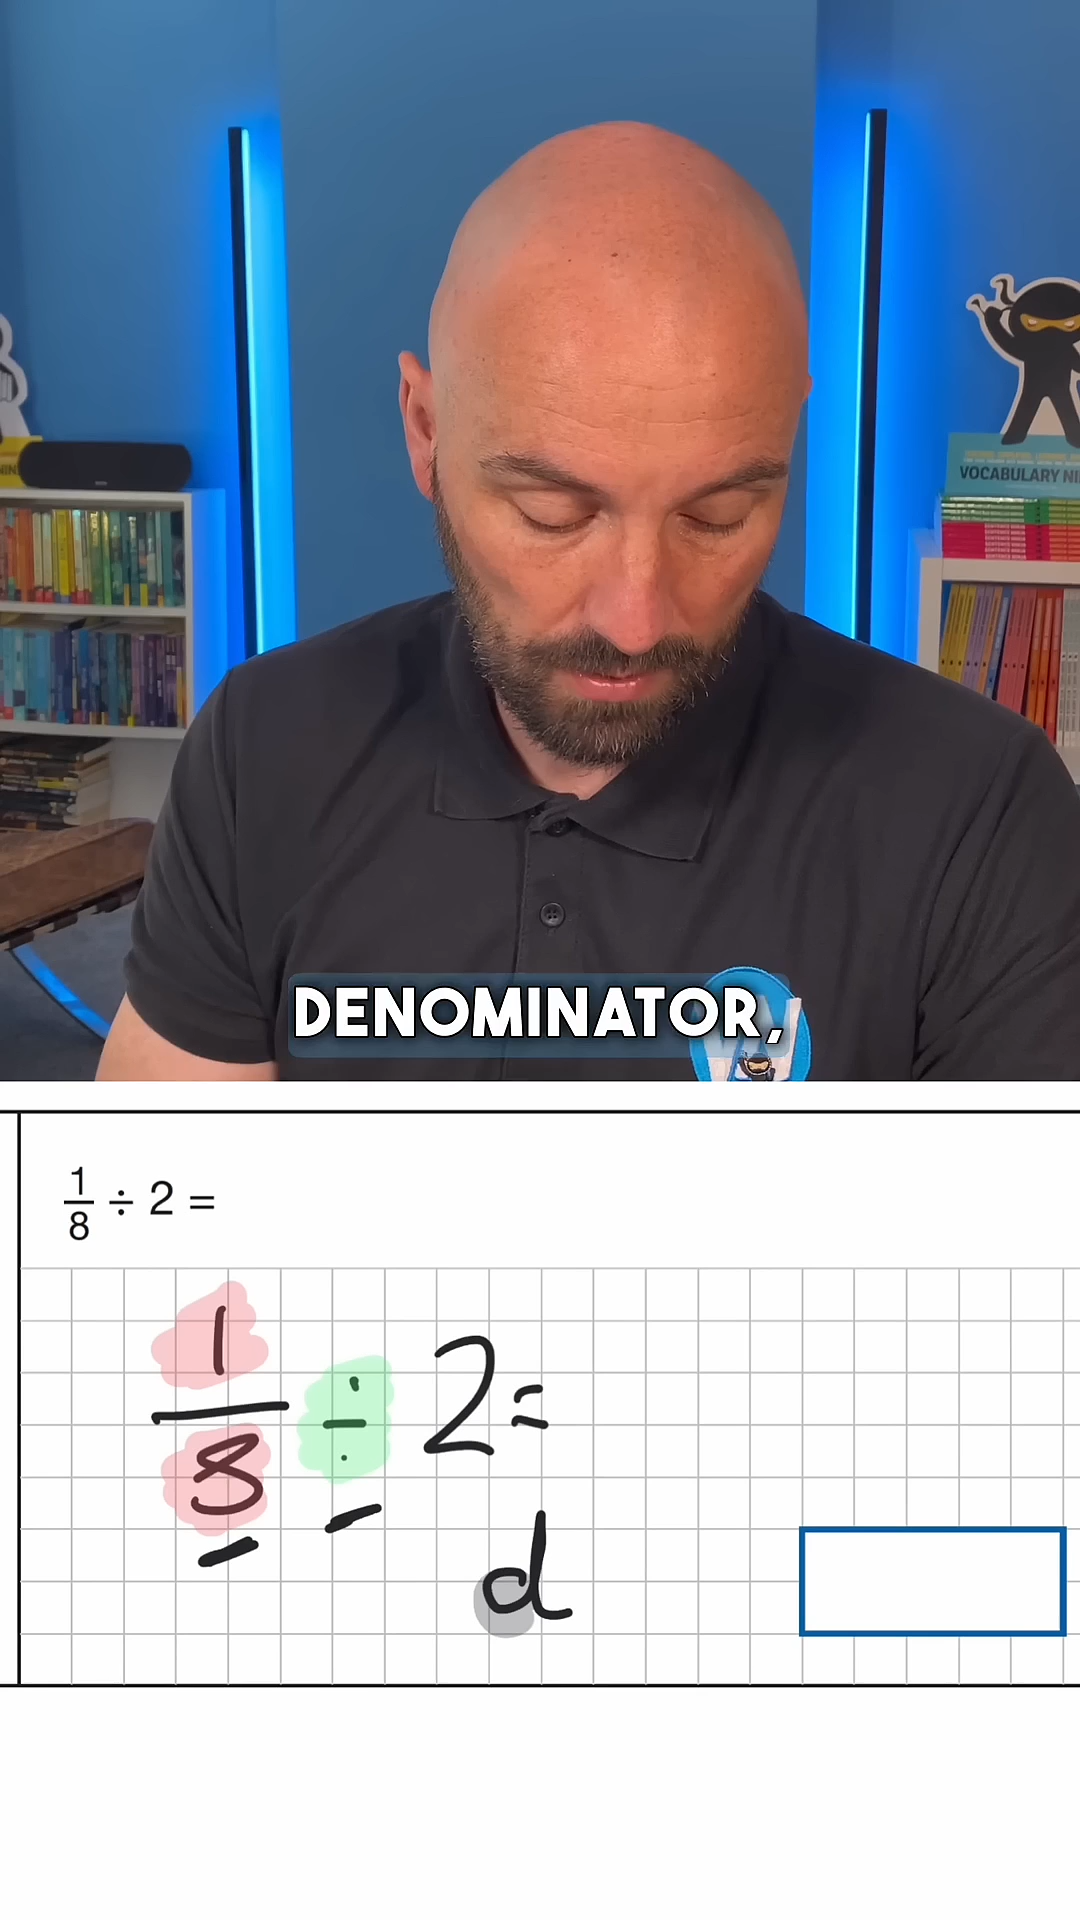 VOCABULARY NI
DENOMINATOR,
1/8 ÷ 2 =
1/8 ÷ 2 =
d